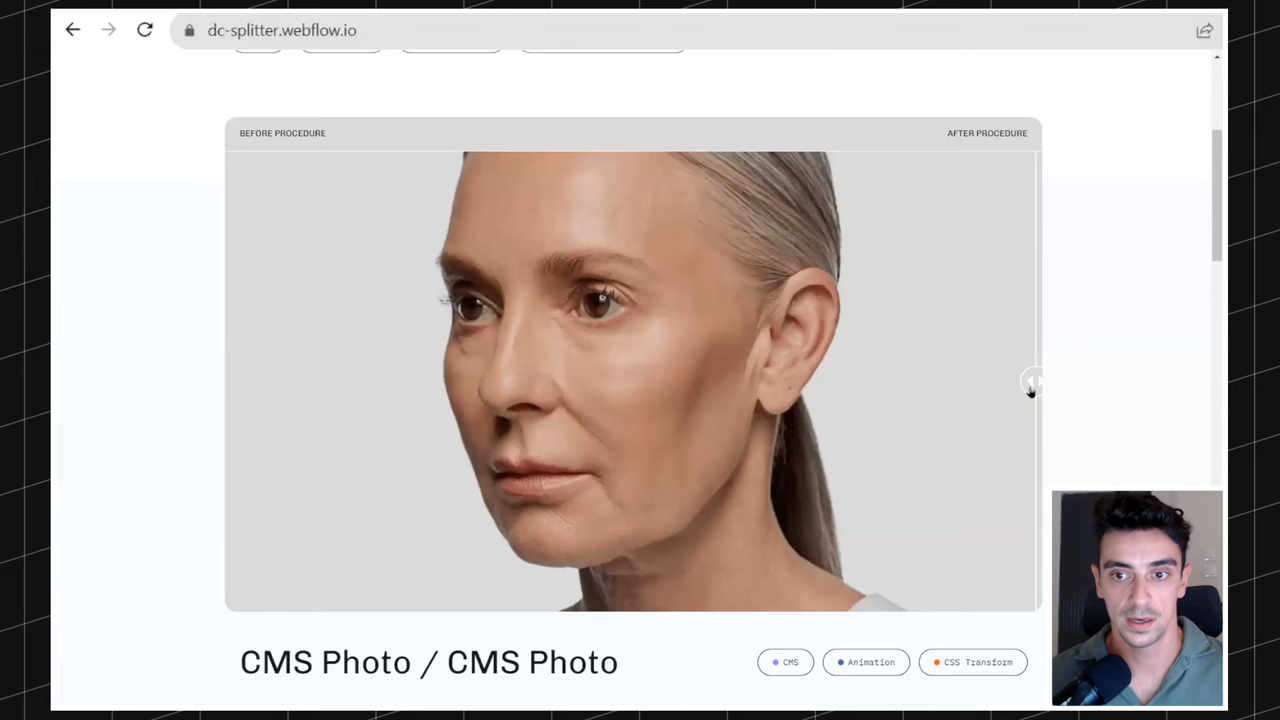 dc-splitter.webflow.io
BEFORE PROCEDURE
AFTER PROCEDURE
CMS Photo / CMS Photo
CMS
Animation
CSS Transform